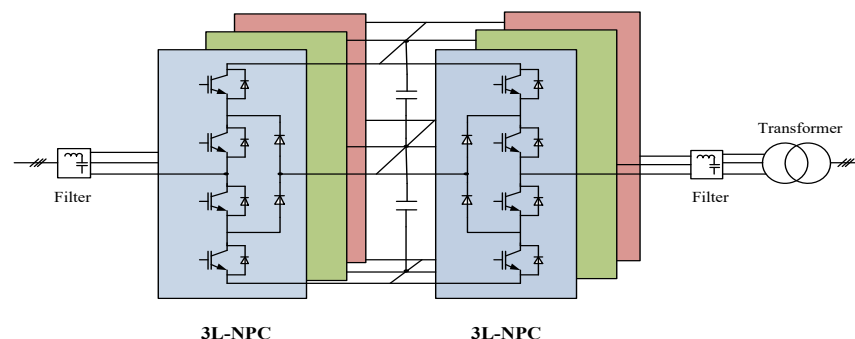 Transformer
Filter
Filter
3L-NPC
3L-NPC